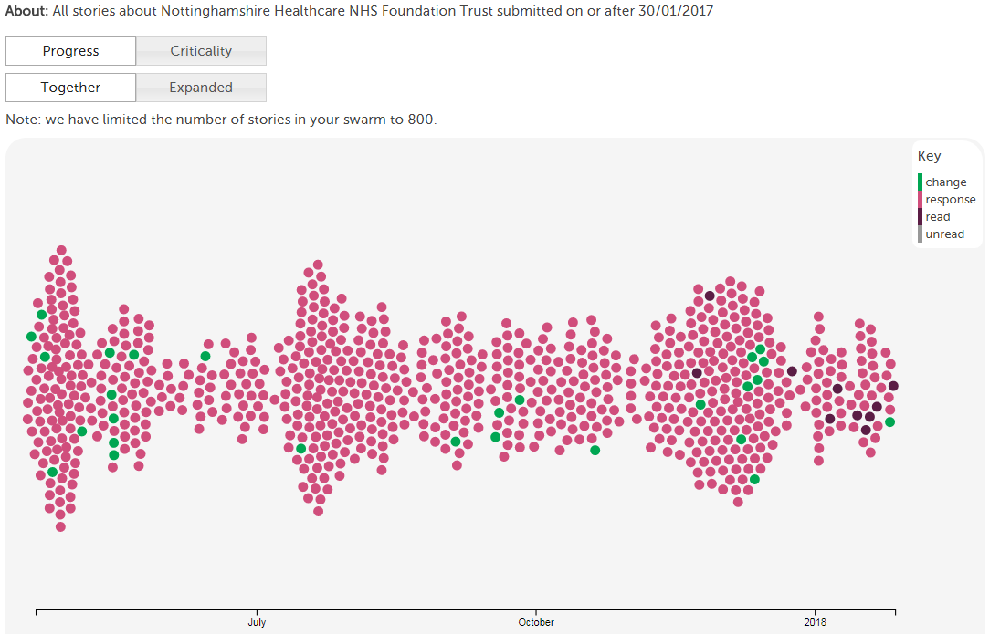 About: All stories about Nottinghamshire Healthcare NHS Foundation Trust submitted on or after 30/01/2017
Progress Criticality
Together Expanded
Note: we have limited the number of stories in your swarm to 800.
Key
change
response
read
unread
July October 2018